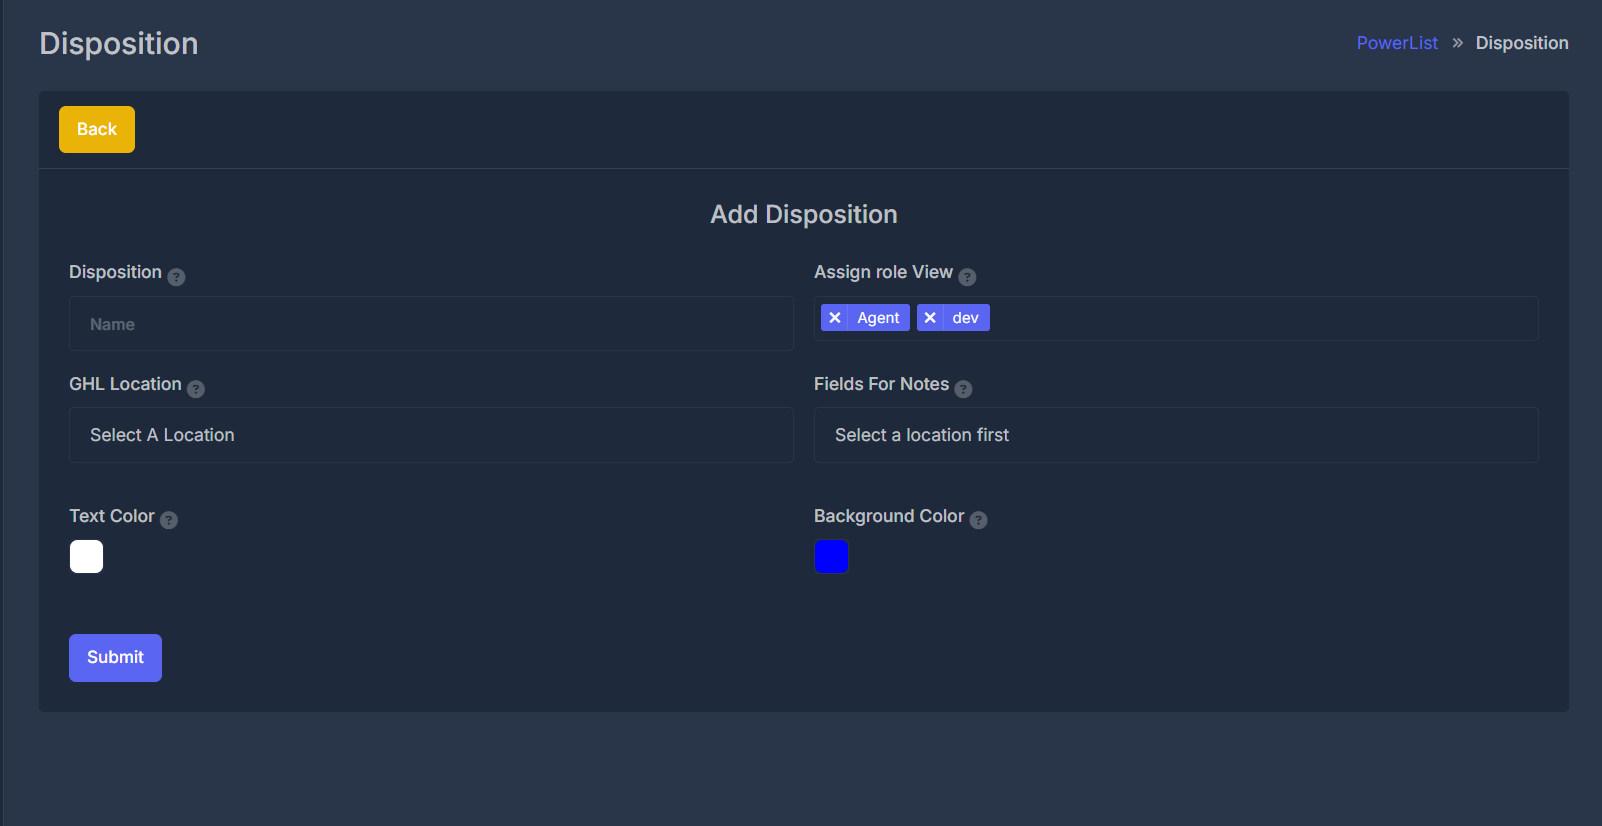 Disposition
PowerList » Disposition
Back
Add Disposition
Disposition ?
Assign role View ?
Name
× Agent × dev
GHL Location ?
Fields For Notes ?
Select A Location
Select a location first
Text Color ?
Background Color ?
Submit